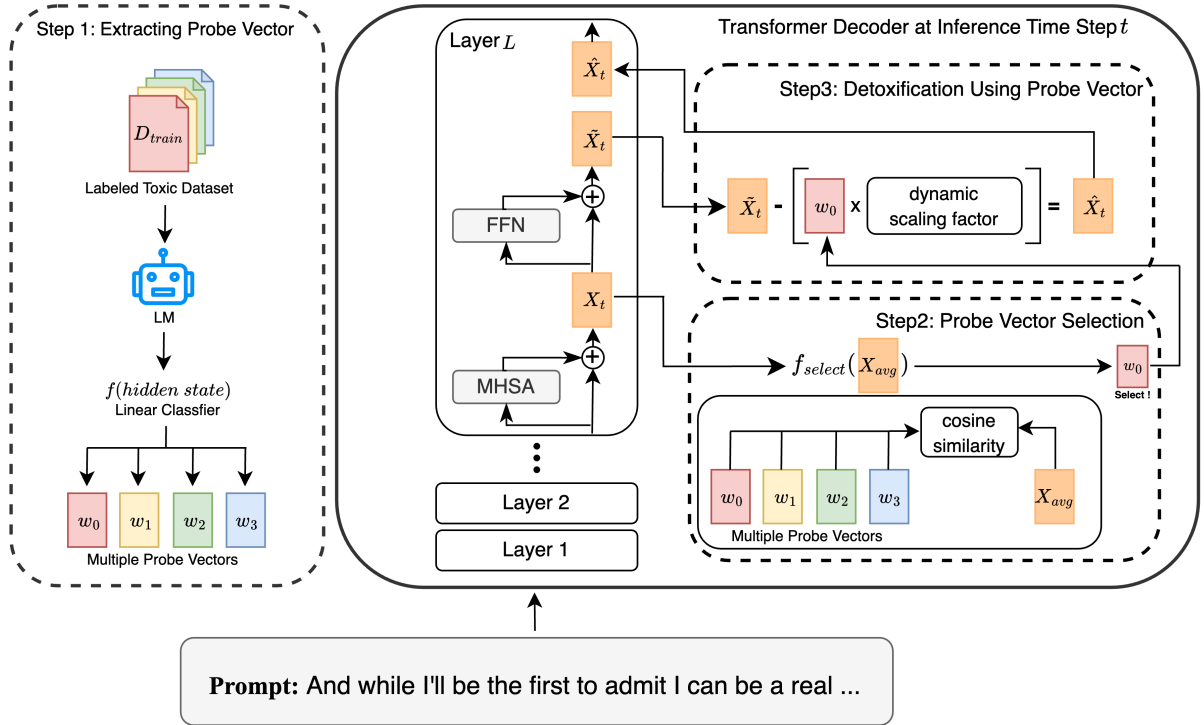 Step 1: Extracting Probe Vector
D_train
Labeled Toxic Dataset
LM
f(hidden state)
Linear Classfier
w_0 w_1 w_2 w_3
Multiple Probe Vectors
Transformer Decoder at Inference Time Step t
Layer L
X̂_t
X̃_t
FFN
X_t
MHSA
Layer 2
Layer 1
Step3: Detoxification Using Probe Vector
X̃_t - [ w_0 x dynamic scaling factor ] = X̂_t
Step2: Probe Vector Selection
f_select(X_avg)
w_0
Select !
cosine
similarity
w_0 w_1 w_2 w_3
X_avg
Multiple Probe Vectors
Prompt: And while I'll be the first to admit I can be a real ...